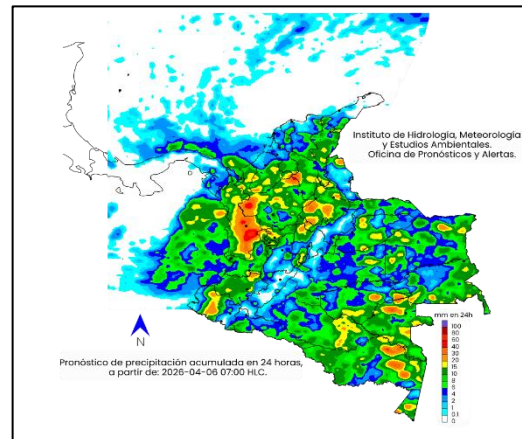 Instituto de Hidrología, Meteorología
y Estudios Ambientales.
Oficina de Pronósticos y Alertas.
N
Pronóstico de precipitación acumulada en 24 horas,
a partir de: 2026-04-06 07:00 HLC.
mm en 24h
100
80
60
40
30
20
15
10
8
6
4
2
1
0.1
0